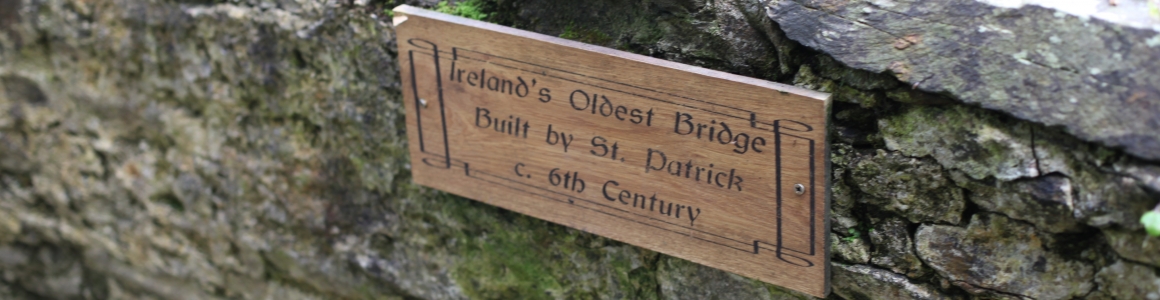 Ireland's Oldest Bridge
Built by St. Patrick
c. 6th Century